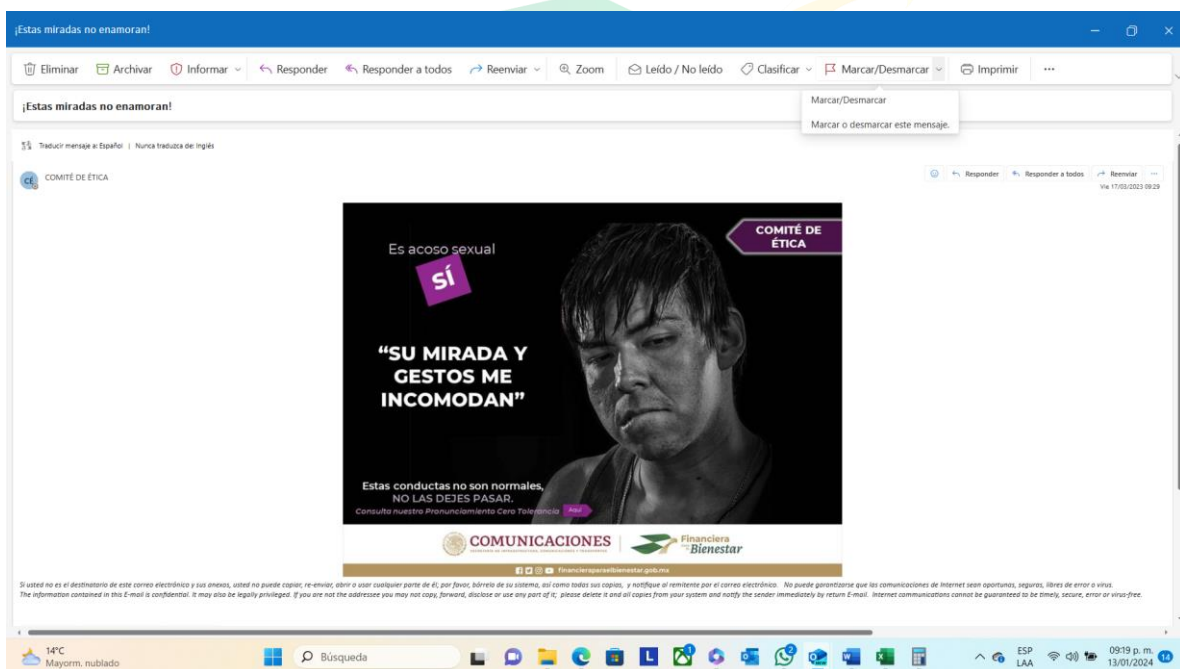 ¡Estas miradas no enamoran!
Eliminar Archivar Informar Responder Responder a todos Reenviar Zoom Leído / No leído Clasificar Marcar/Desmarcar Imprimir ...
¡Estas miradas no enamoran!
Marcar/Desmarcar
Marcar o desmarcar este mensaje.
Traducir mensaje a: Español | Nunca traduzca de: Inglés
CÉ COMITÉ DE ÉTICA
Responder Responder a todos Reenviar ...
Vie 17/03/2023 09:29
COMITÉ DE
ÉTICA
Es acoso sexual
SÍ
“SU MIRADA Y
GESTOS ME
INCOMODAN”
Estas conductas no son normales,
NO LAS DEJES PASAR.
Consulta nuestro Pronunciamiento Cero Tolerancia Aquí
COMUNICACIONES
SECRETARÍA DE INFRAESTRUCTURA, COMUNICACIONES Y TRANSPORTES
Financiera
para el
Bienestar
financieraparaelbienestar.gob.mx
Si usted no es el destinatario de este correo electrónico y sus anexos, usted no puede copiar, re-enviar, abrir o usar cualquier parte de él; por favor, bórrelo de su sistema, así como todas sus copias, y notifique al remitente por el correo electrónico. No puede garantizarse que las comunicaciones de Internet sean oportunas, seguras, libres de error o virus.
The information contained in this E-mail is confidential. It may also be legally privileged. If you are not the addressee you may not copy, forward, disclose or use any part of it; please delete it and all copies from your system and notify the sender immediately by return E-mail. Internet communications cannot be guaranteed to be timely, secure, error or virus-free.
14°C
Mayorm. nublado
Búsqueda
L
ESP
LAA
09:19 p. m.
13/01/2024
14